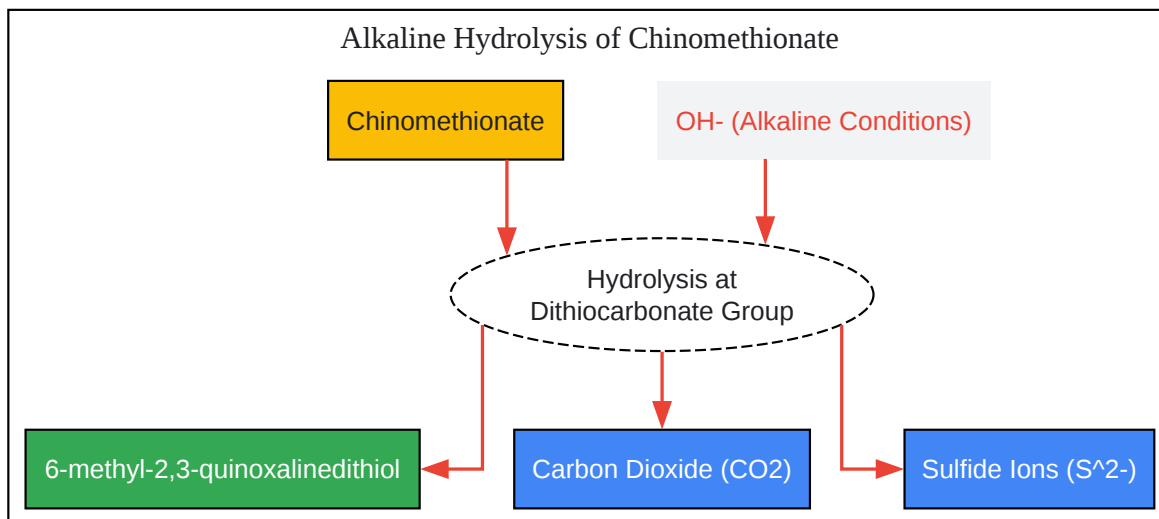 Alkaline Hydrolysis of Chinomethionate
Chinomethionate
OH- (Alkaline Conditions)
Hydrolysis at
Dithiocarbonate Group
6-methyl-2,3-quinoxalinedithiol
Carbon Dioxide (CO2)
Sulfide Ions (S^2-)